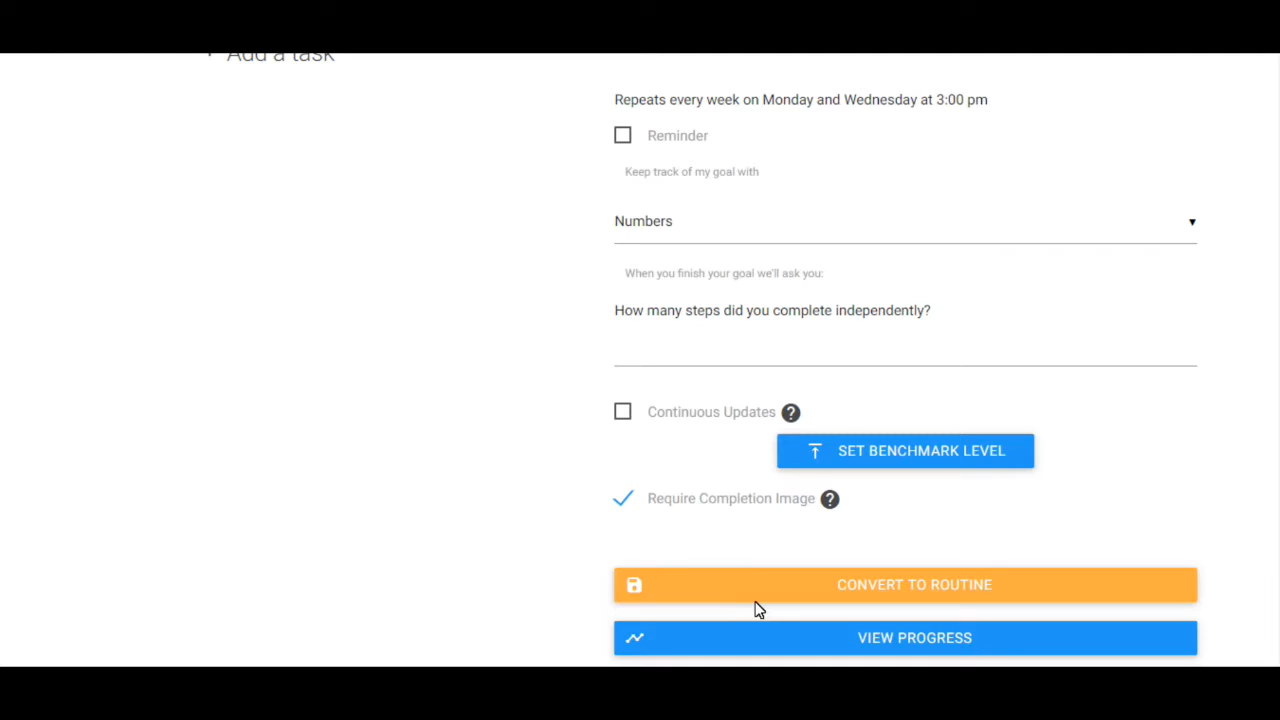 + Add a task
Repeats every week on Monday and Wednesday at 3:00 pm
Reminder
Keep track of my goal with
Numbers
When you finish your goal we'll ask you:
How many steps did you complete independently?
Continuous Updates ?
SET BENCHMARK LEVEL
Require Completion Image ?
CONVERT TO ROUTINE
VIEW PROGRESS